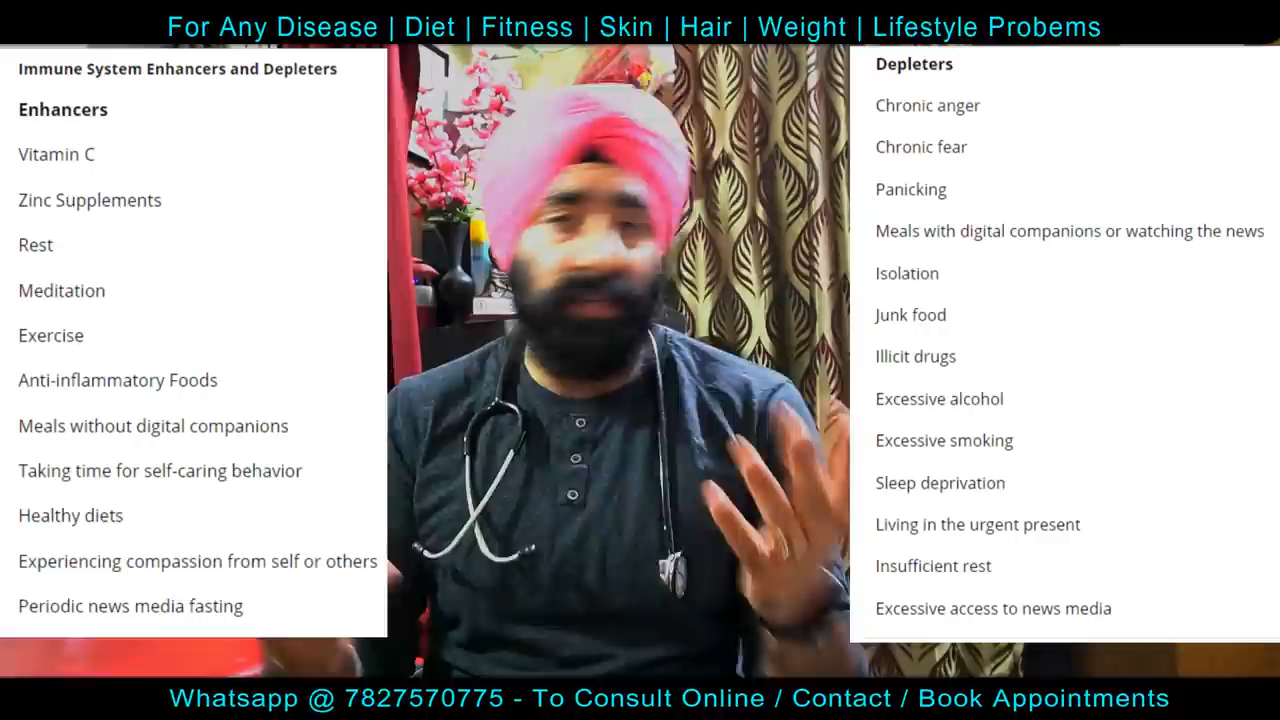 For Any Disease | Diet | Fitness | Skin | Hair | Weight | Lifestyle Probems
Immune System Enhancers and Depleters
Enhancers
Vitamin C
Zinc Supplements
Rest
Meditation
Exercise
Anti-inflammatory Foods
Meals without digital companions
Taking time for self-caring behavior
Healthy diets
Experiencing compassion from self or others
Periodic news media fasting
Depleters
Chronic anger
Chronic fear
Panicking
Meals with digital companions or watching the news
Isolation
Junk food
Illicit drugs
Excessive alcohol
Excessive smoking
Sleep deprivation
Living in the urgent present
Insufficient rest
Excessive access to news media
Whatsapp @ 7827570775 - To Consult Online / Contact / Book Appointments